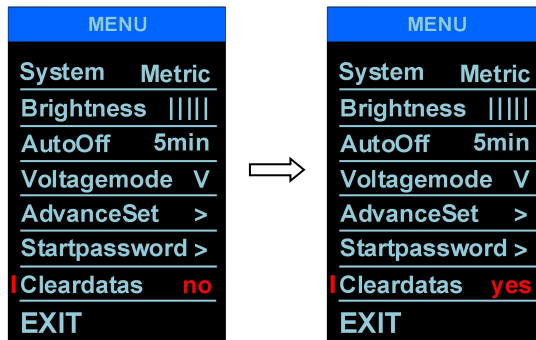 MENU
System Metric
Brightness |||||
AutoOff 5min
Voltagemode V
AdvanceSet >
Startpassword >
Cleardatas no
EXIT
MENU
System Metric
Brightness |||||
AutoOff 5min
Voltagemode V
AdvanceSet >
Startpassword >
Cleardatas yes
EXIT